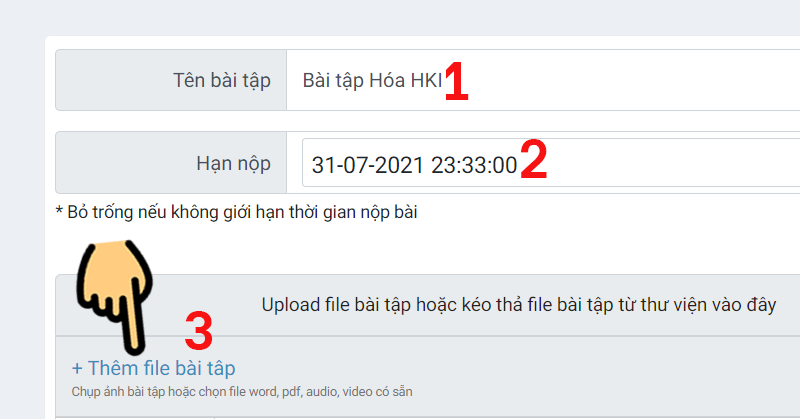 Tên bài tập Bài tập Hóa HKI 1
Hạn nộp 31-07-2021 23:33:00 2
* Bỏ trống nếu không giới hạn thời gian nộp bài
Upload file bài tập hoặc kéo thả file bài tập từ thư viện vào đây
3
+ Thêm file bài tập
Chụp ảnh bài tập hoặc chọn file word, pdf, audio, video có sẵn